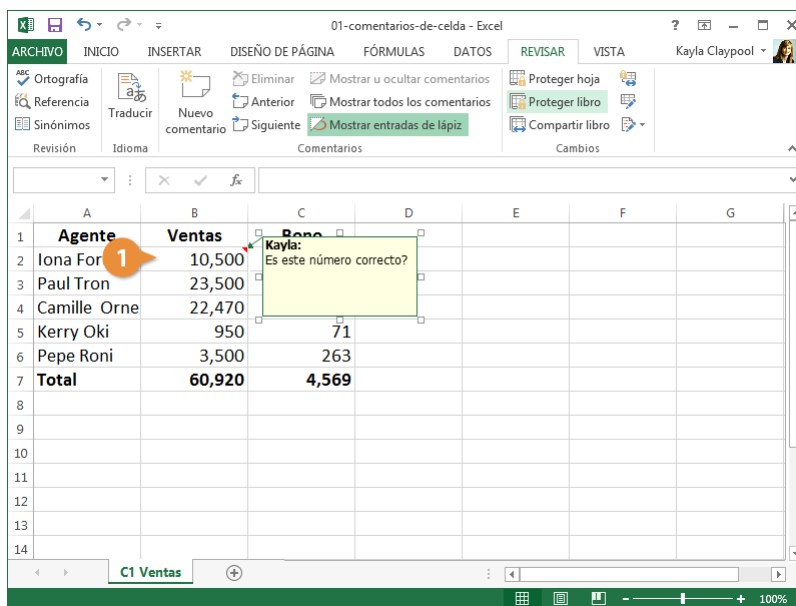 01-comentarios-de-celda - Excel
ARCHIVO INICIO INSERTAR DISEÑO DE PÁGINA FÓRMULAS DATOS REVISAR VISTA Kayla Claypool
ABC Ortografía
Referencia
Sinónimos
Revisión
aあ
Traducir
Idioma
Nuevo comentario
Eliminar
Anterior
Siguiente
Mostrar u ocultar comentarios
Mostrar todos los comentarios
Mostrar entradas de lápiz
Comentarios
Proteger hoja
Proteger libro
Compartir libro
Cambios
fx
A B C D E F G
1 Agente Ventas Bono
2 Iona For 1 10,500
Kayla:
Es este número correcto?
3 Paul Tron 23,500
4 Camille Orne 22,470
5 Kerry Oki 950 71
6 Pepe Roni 3,500 263
7 Total 60,920 4,569
8
9
10
11
12
13
14
C1 Ventas
100%